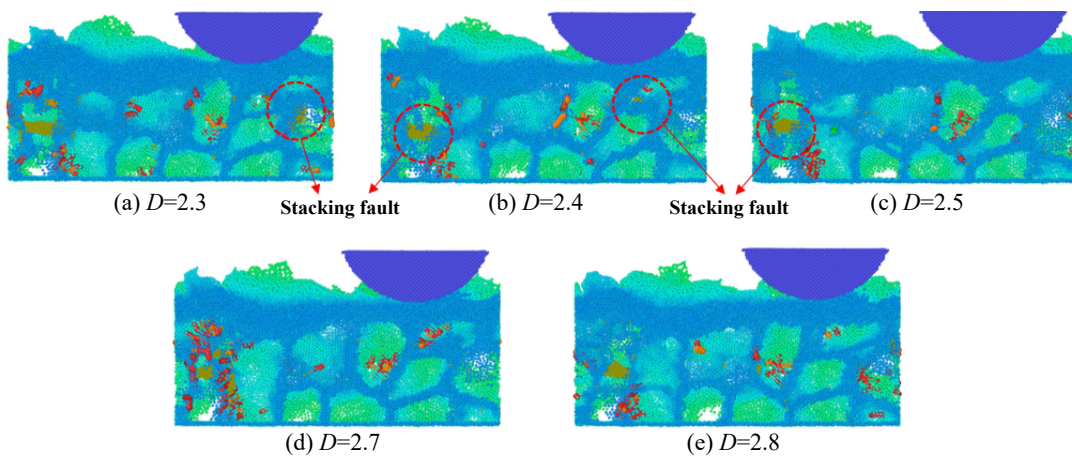 (a) D=2.3
Stacking fault
(b) D=2.4
Stacking fault
(c) D=2.5
(d) D=2.7
(e) D=2.8